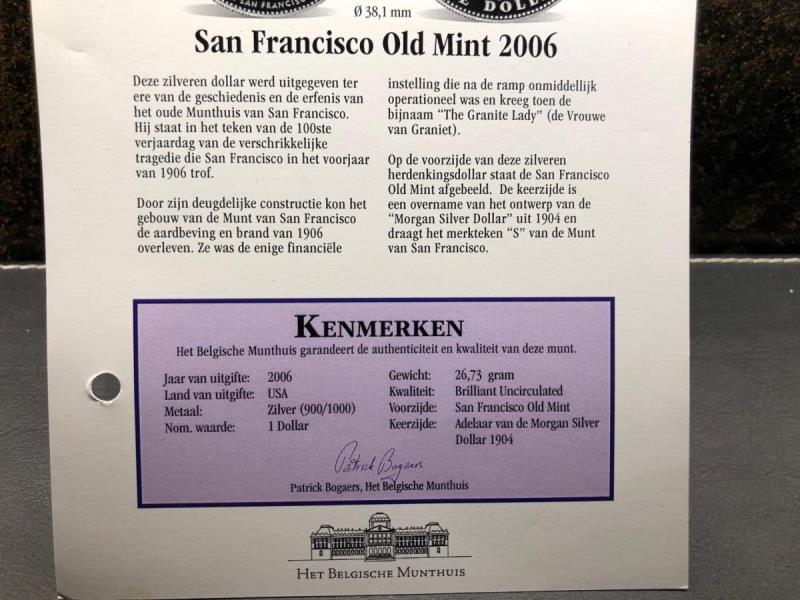 SAN FRANCISCO
Ø 38,1 mm
E DOLL
San Francisco Old Mint 2006
Deze zilveren dollar werd uitgegeven ter
ere van de geschiedenis en de erfenis van
het oude Munthuis van San Francisco.
Hij staat in het teken van de 100ste
verjaardag van de verschrikkelijke
tragedie die San Francisco in het voorjaar
van 1906 trof.
Door zijn deugdelijke constructie kon het
gebouw van de Munt van San Francisco
de aardbeving en brand van 1906
overleven. Ze was de enige financiële
instelling die na de ramp onmiddellijk
operationeel was en kreeg toen de
bijnaam “The Granite Lady” (de Vrouwe
van Graniet).
Op de voorzijde van deze zilveren
herdenkingsdollar staat de San Francisco
Old Mint afgebeeld. De keerzijde is
een overname van het ontwerp van de
“Morgan Silver Dollar” uit 1904 en
draagt het merkteken “S” van de Munt
van San Francisco.
KENMERKEN
Het Belgische Munthuis garandeert de authenticiteit en kwaliteit van deze munt.
Jaar van uitgifte: 2006
Land van uitgifte: USA
Metaal: Zilver (900/1000)
Nom. waarde: 1 Dollar
Gewicht: 26,73 gram
Kwaliteit: Brilliant Uncirculated
Voorzijde: San Francisco Old Mint
Keerzijde: Adelaar van de Morgan Silver
Dollar 1904
Patrick Bogaers
Patrick Bogaers, Het Belgische Munthuis
HET BELGISCHE MUNTHUIS